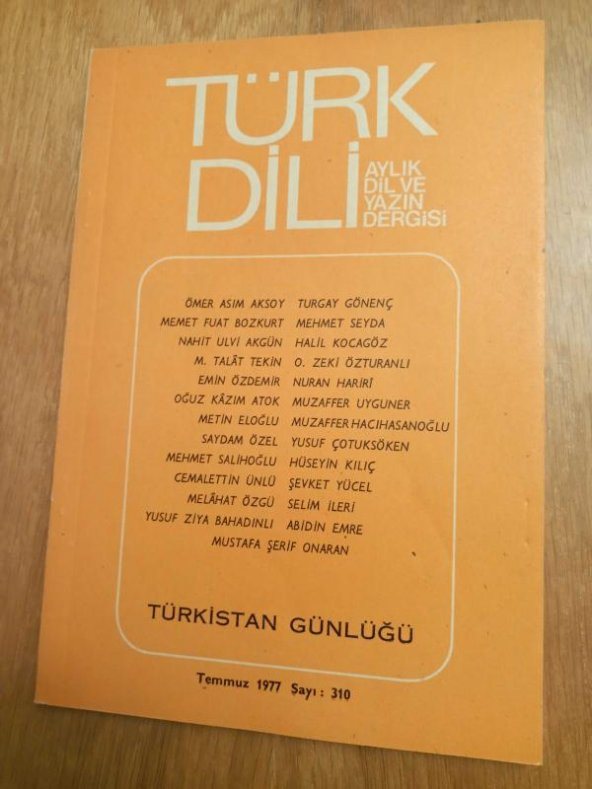 TÜRK
DİLİ
AYLIK
DİL VE
YAZIN
DERGİSİ
ÖMER ASIM AKSOY TURGAY GÖNENÇ
MEMET FUAT BOZKURT MEHMET SEYDA
NAHİT ULVİ AKGÜN HALİL KOCAGÖZ
M. TALÂT TEKİN O. ZEKİ ÖZTURANLI
EMİN ÖZDEMİR NURAN HARİRÎ
OĞUZ KÂZIM ATOK MUZAFFER UYGUNER
METİN ELOĞLU MUZAFFER HACIHASANOĞLU
SAYDAM ÖZEL YUSUF ÇOTUKSÖKEN
MEHMET SALİHOĞLU HÜSEYİN KILIÇ
CEMALETTİN ÜNLÜ ŞEVKET YÜCEL
MELÂHAT ÖZGÜ SELİM İLERİ
YUSUF ZİYA BAHADINLI ABİDİN EMRE
MUSTAFA ŞERİF ONARAN
TÜRKİSTAN GÜNLÜĞÜ
Temmuz 1977 Sayı: 310